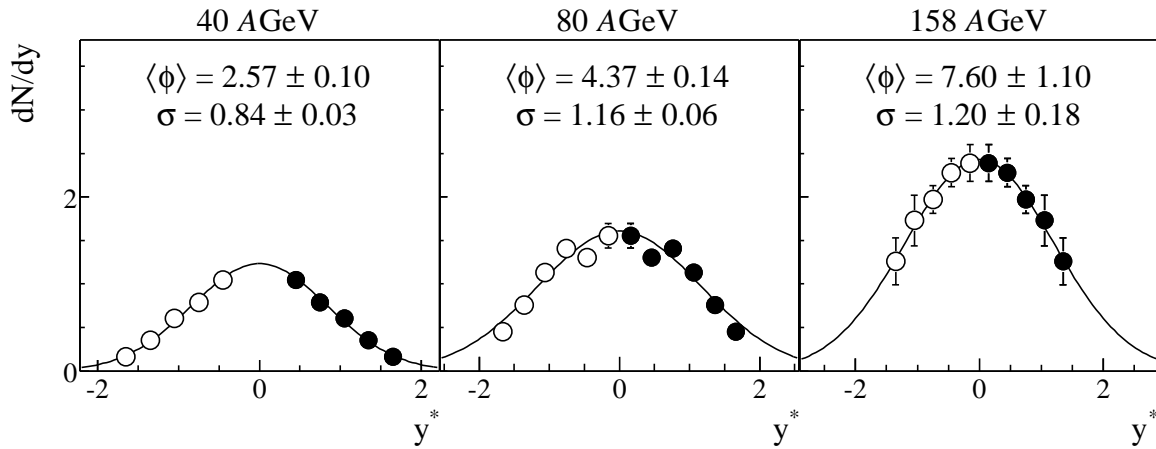 40 AGeV 80 AGeV 158 AGeV
dN/dy
⟨ϕ⟩ = 2.57 ± 0.10
σ = 0.84 ± 0.03
⟨ϕ⟩ = 4.37 ± 0.14
σ = 1.16 ± 0.06
⟨ϕ⟩ = 7.60 ± 1.10
σ = 1.20 ± 0.18
2
0
-2 0 2
-2 0 2
-2 0 2
y* y* y*